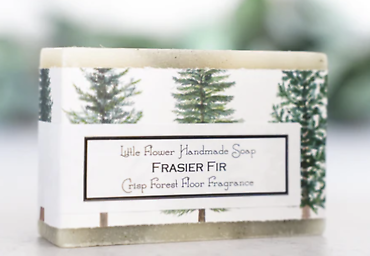 Little Flower Handmade Soap
Frasier Fir
Crisp Forest Floor Fragrance